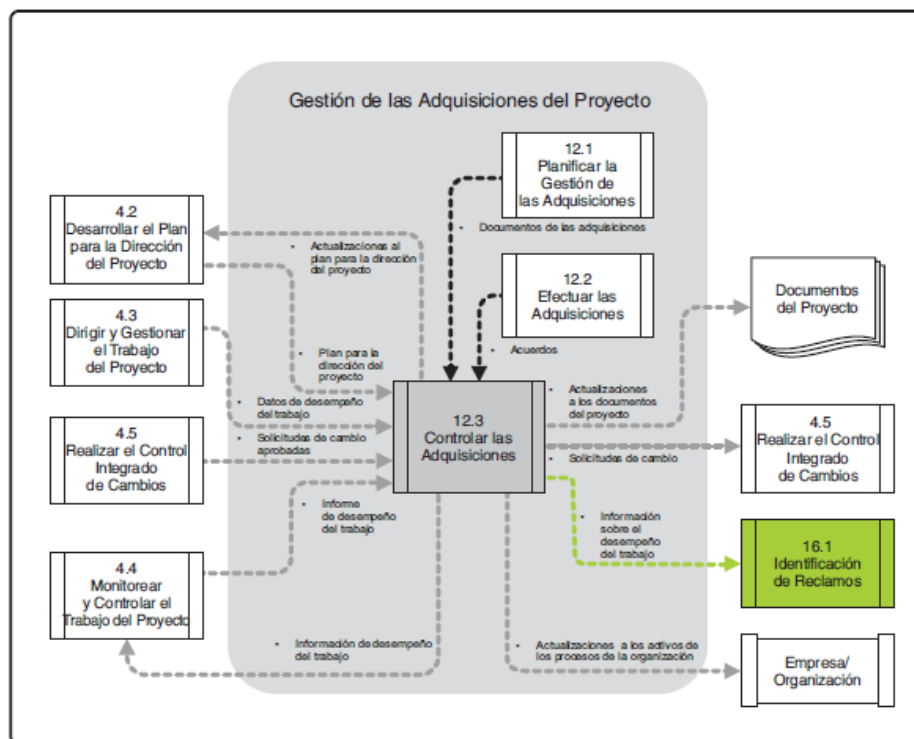 Gestión de las Adquisiciones del Proyecto
12.1
Planificar la
Gestión de
las Adquisiciones
4.2
Desarrollar el Plan
para la Dirección
del Proyecto
• Actualizaciones al
plan para la dirección
del proyecto
• Documentos de las adquisiciones
12.2
Efectuar las
Adquisiciones
Documentos
del Proyecto
4.3
Dirigir y Gestionar
el Trabajo
del Proyecto
• Plan para la
dirección del
proyecto
• Acuerdos
• Datos de desempeño
del trabajo
• Actualizaciones
a los documentos
del proyecto
12.3
Controlar las
Adquisiciones
4.5
Realizar el Control
Integrado
de Cambios
• Solicitudes de cambio
aprobadas
• Solicitudes de cambio
4.5
Realizar el Control
Integrado
de Cambios
• Informe
de desempeño
del trabajo
• Información
sobre el
desempeño
del trabajo
16.1
Identificación
de Reclamos
4.4
Monitorear
y Controlar el
Trabajo del Proyecto
• Información de desempeño
del trabajo
• Actualizaciones a los activos de
los procesos de la organización
Empresa/
Organización